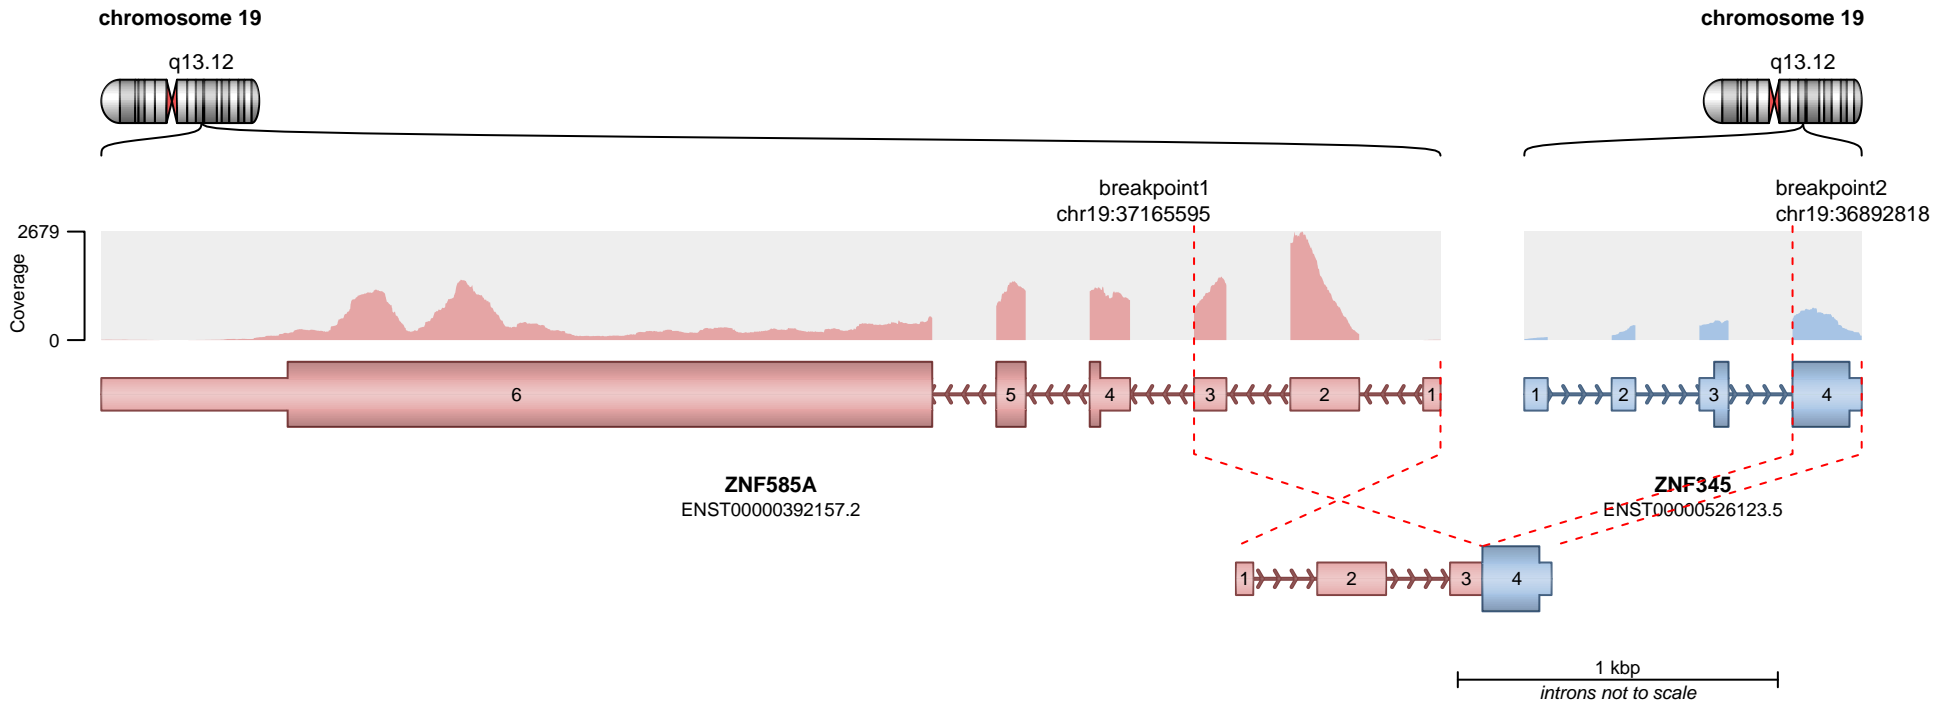 chromosome 19
chromosome 19
q13.12
q13.12
breakpoint1
chr19:37165595
breakpoint2
chr19:36892818
2679
Coverage
0
6
5
4
3
2
1
1
2
3
4
ZNF585A
ENST00000392157.2
ZNF345
ENST00000526123.5
1
2
3
4
1 kbp
introns not to scale